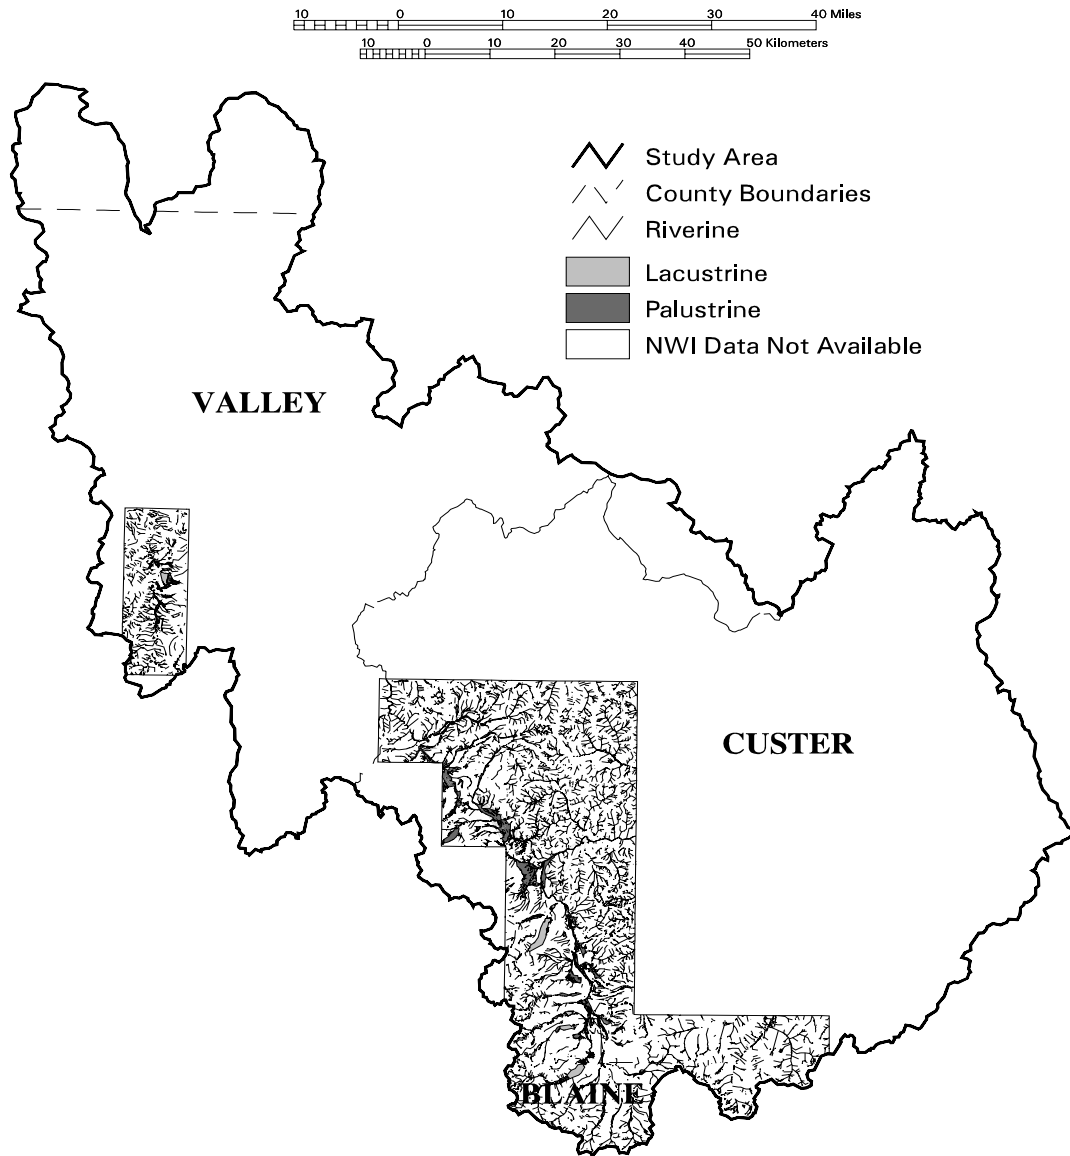 10 0 10 20 30 40 Miles
10 0 10 20 30 40 50 Kilometers
Study Area
County Boundaries
Riverine
Lacustrine
Palustrine
NWI Data Not Available
VALLEY
CUSTER
BLAINE